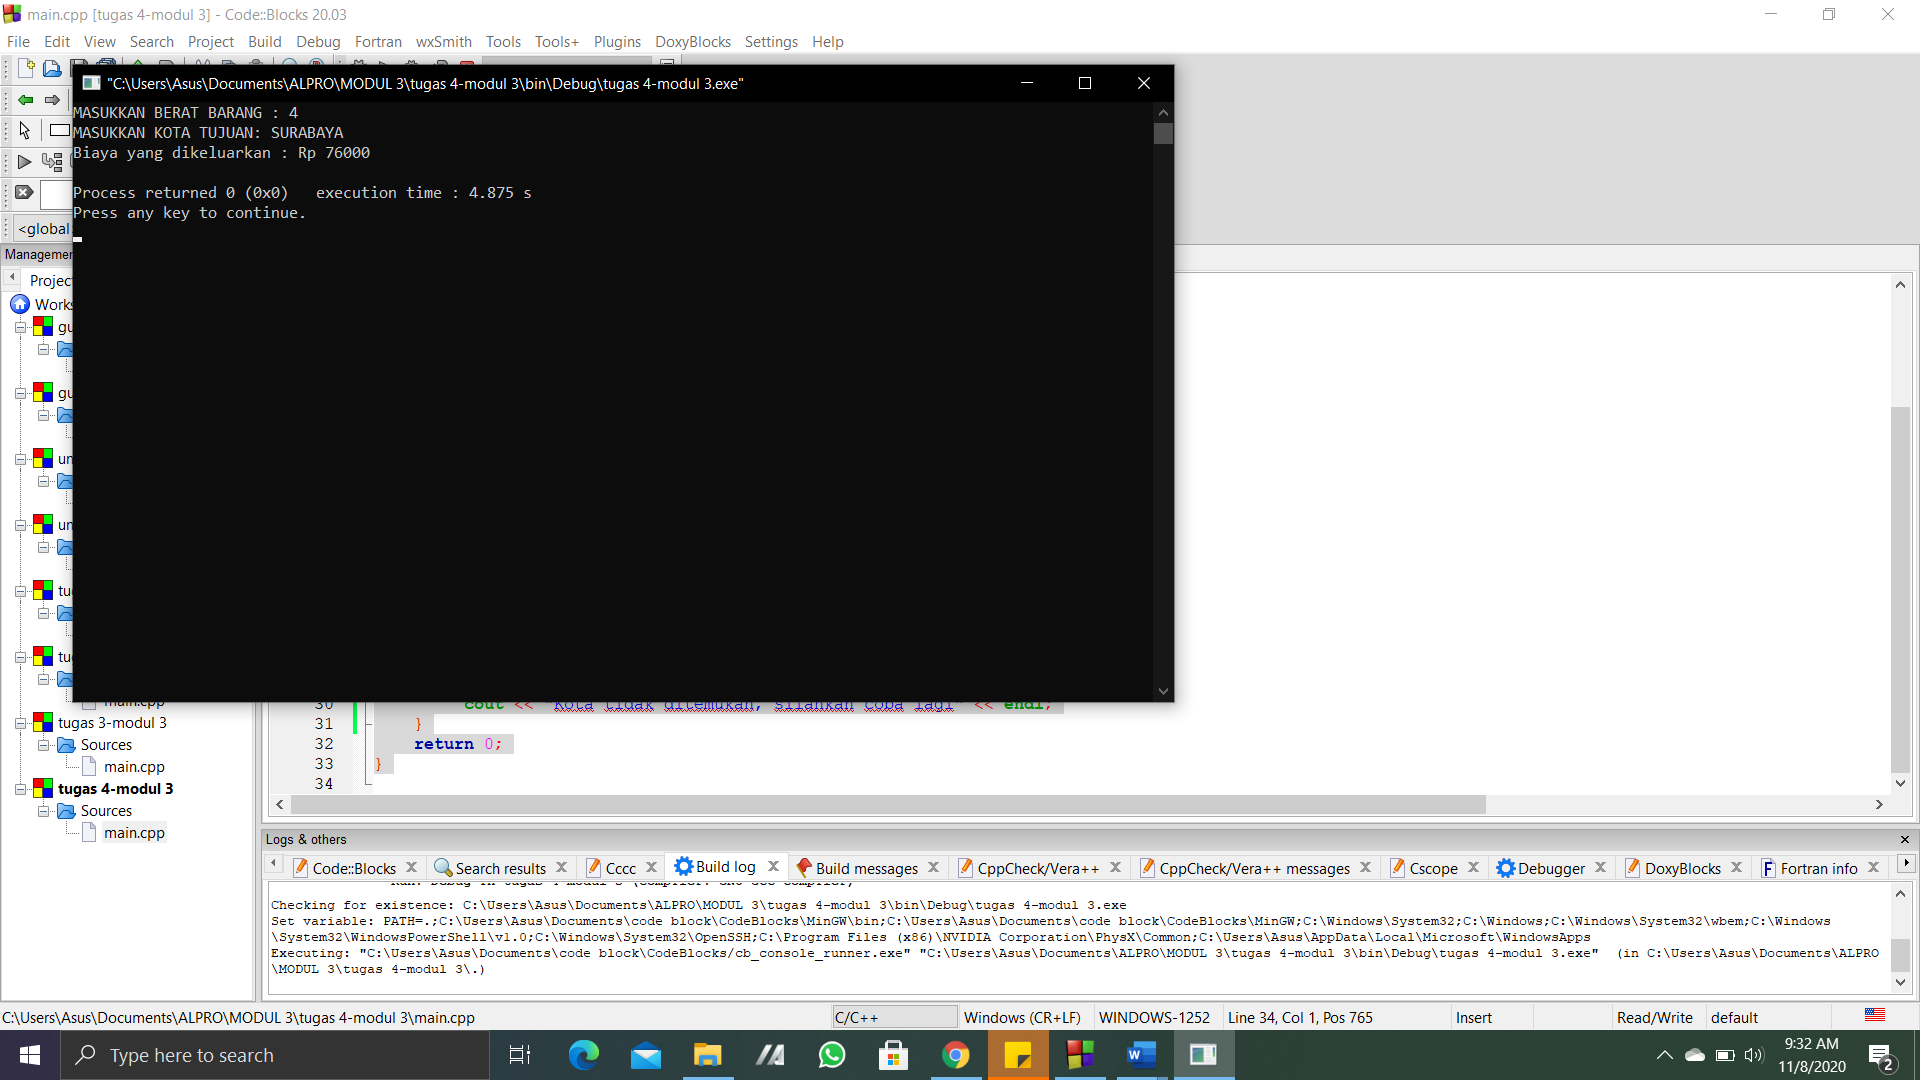 main.cpp [tugas 4-modul 3] - Code::Blocks 20.03
File Edit View Search Project Build Debug Fortran wxSmith Tools Tools+ Plugins DoxyBlocks Settings Help
"C:\Users\Asus\Documents\ALPRO\MODUL 3\tugas 4-modul 3\bin\Debug\tugas 4-modul 3.exe"
MASUKKAN BERAT BARANG : 4
MASUKKAN KOTA TUJUAN: SURABAYA
Biaya yang dikeluarkan : Rp 76000
Process returned 0 (0x0)   execution time : 4.875 s
Press any key to continue.
<global
Managemen
Projec
Works
gu
gu
un
un
tu
tu
main.cpp
tugas 3-modul 3
Sources
main.cpp
tugas 4-modul 3
Sources
main.cpp
30 cout << "Kota tidak ditemukan, silahkan coba lagi" << endl;
31 }
32 return 0;
33 }
34
Logs & others
Code::Blocks Search results Cccc Build log Build messages CppCheck/Vera++ CppCheck/Vera++ messages Cscope Debugger DoxyBlocks Fortran info
Checking for existence: C:\Users\Asus\Documents\ALPRO\MODUL 3\tugas 4-modul 3\bin\Debug\tugas 4-modul 3.exe
Set variable: PATH=.;C:\Users\Asus\Documents\code block\CodeBlocks\MinGW\bin;C:\Users\Asus\Documents\code block\CodeBlocks\MinGW;C:\Windows\System32;C:\Windows;C:\Windows\System32\wbem;C:\Windows
\System32\WindowsPowerShell\v1.0;C:\Windows\System32\OpenSSH;C:\Program Files (x86)\NVIDIA Corporation\PhysX\Common;C:\Users\Asus\AppData\Local\Microsoft\WindowsApps
Executing: "C:\Users\Asus\Documents\code block\CodeBlocks/cb_console_runner.exe" "C:\Users\Asus\Documents\ALPRO\MODUL 3\tugas 4-modul 3\bin\Debug\tugas 4-modul 3.exe"  (in C:\Users\Asus\Documents\ALPRO
\MODUL 3\tugas 4-modul 3\.)
C:\Users\Asus\Documents\ALPRO\MODUL 3\tugas 4-modul 3\main.cpp C/C++ Windows (CR+LF) WINDOWS-1252 Line 34, Col 1, Pos 765 Insert Read/Write default
Type here to search
9:32 AM
11/8/2020
2